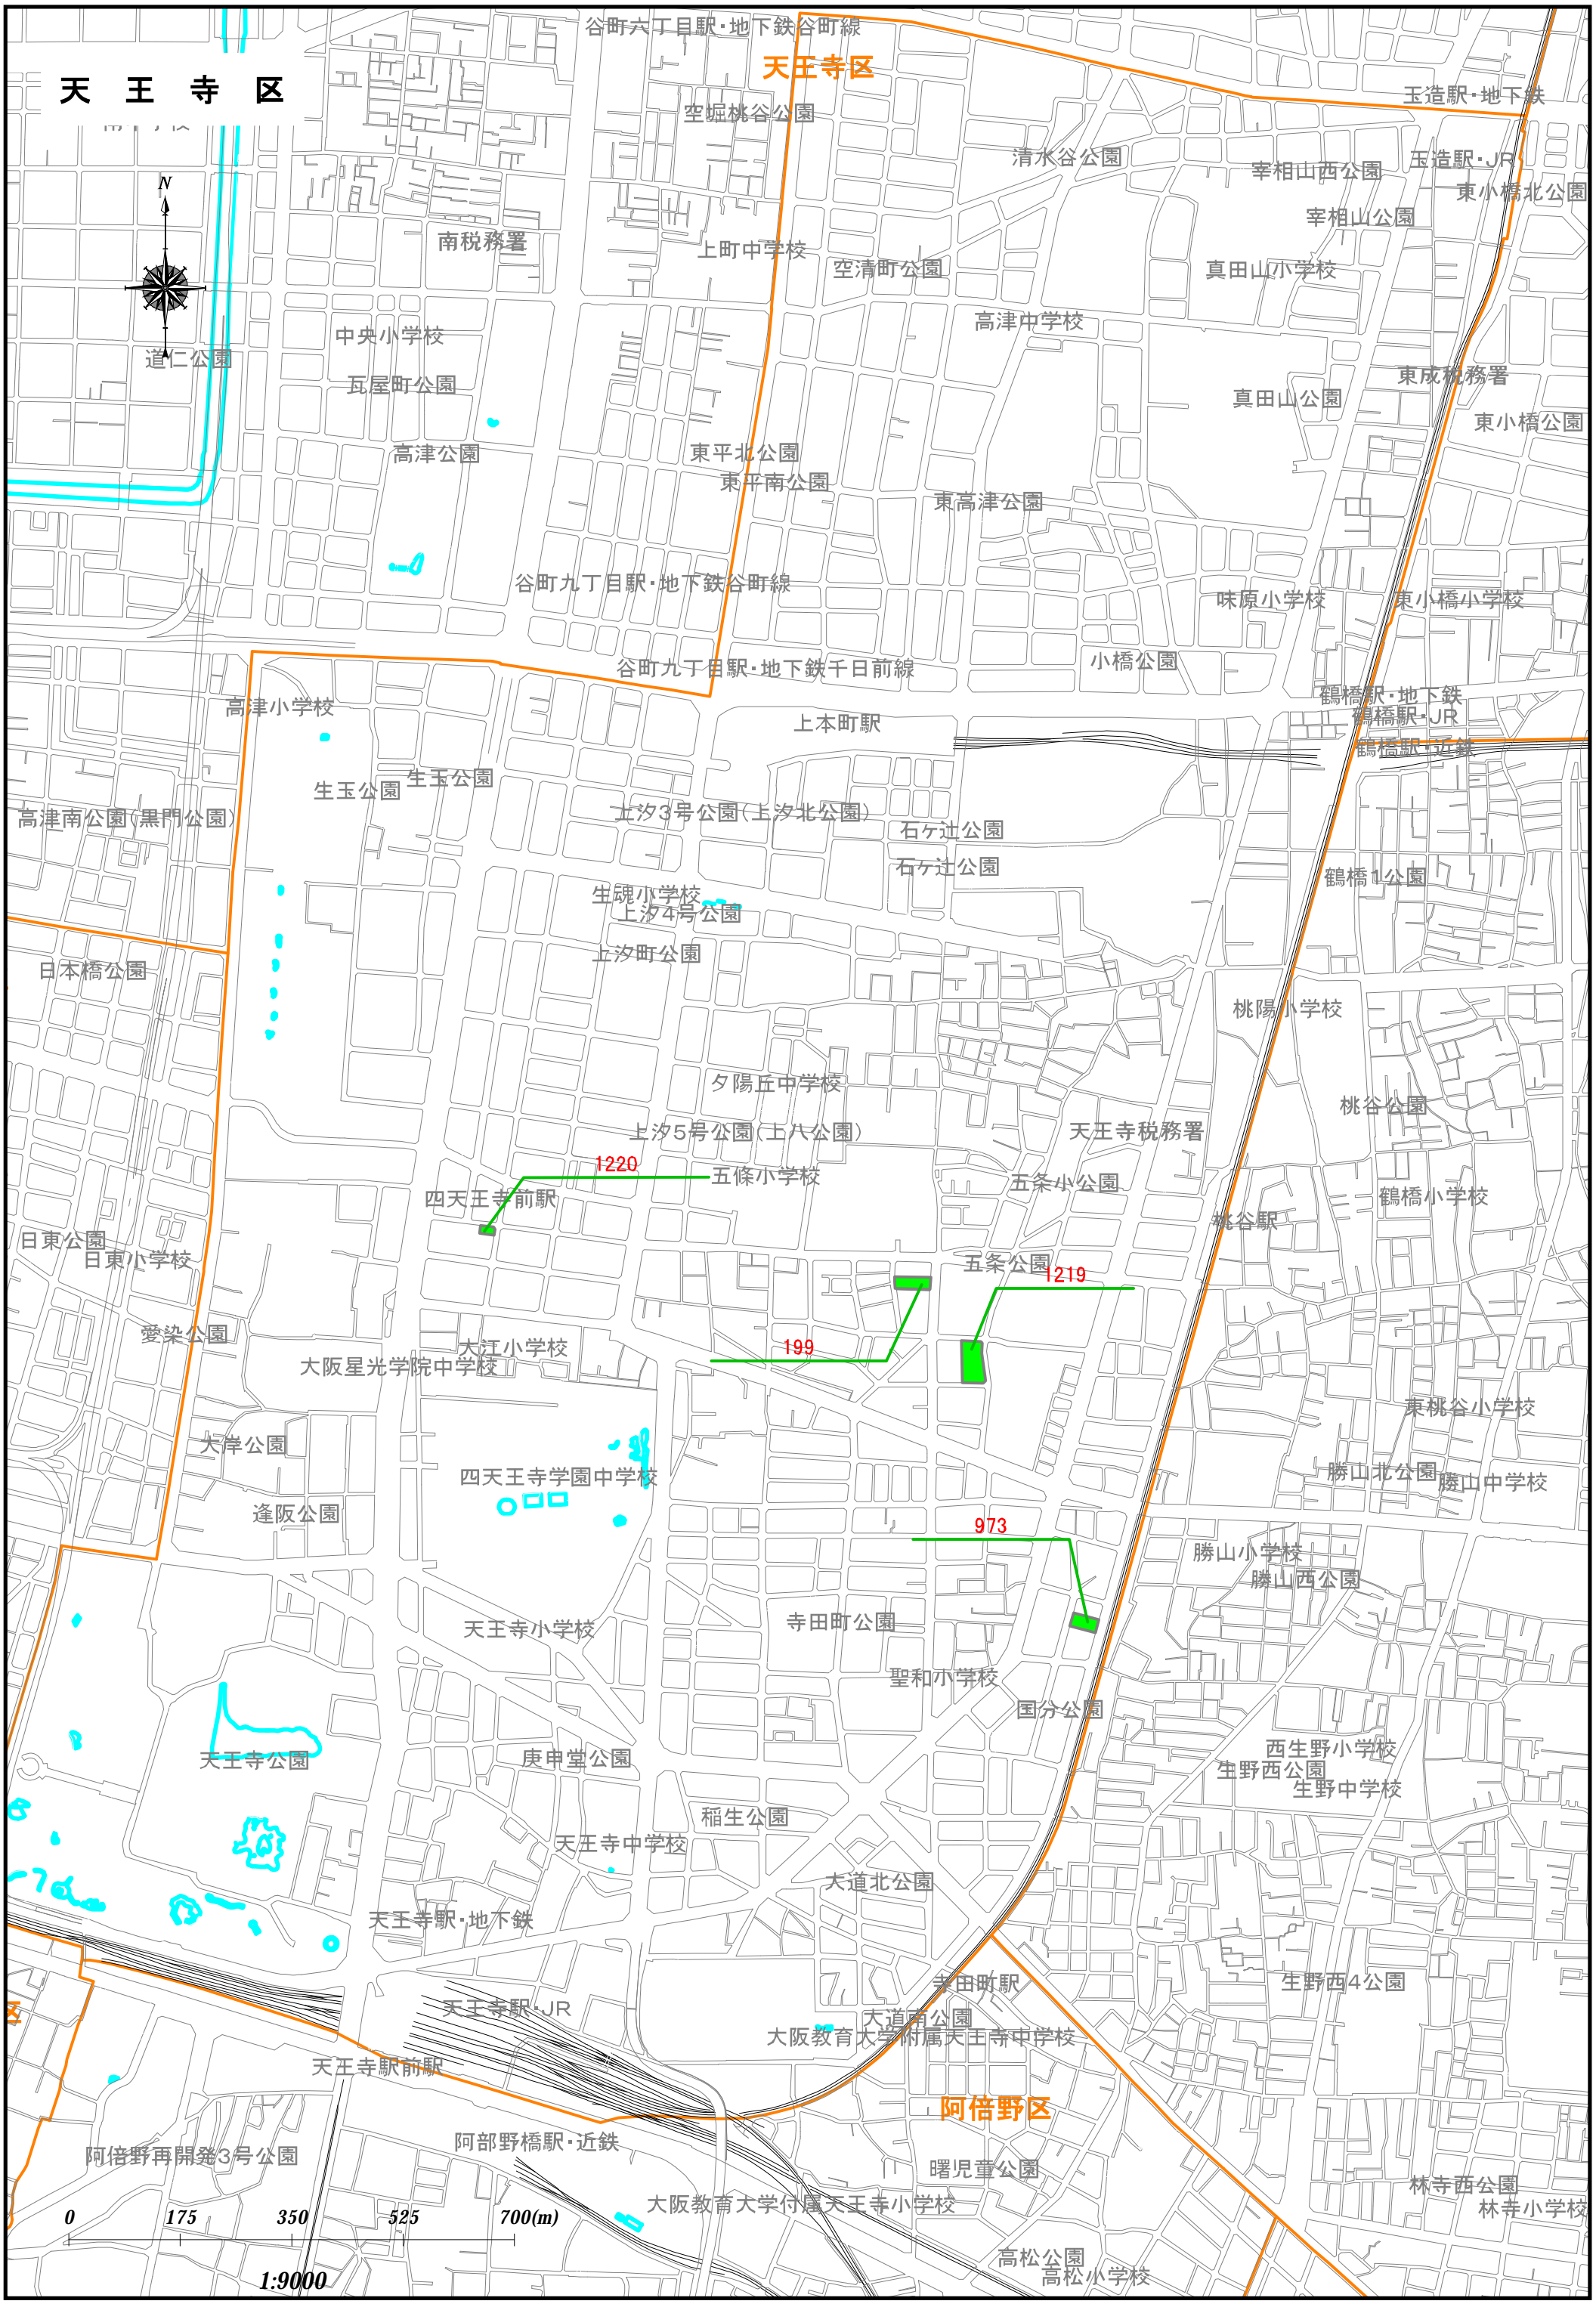 谷町六丁目駅・地下鉄谷町線
天王寺区
天王寺区
玉造駅・地下鉄
空堀桃谷公園
清水谷公園
宰相山西公園
玉造駅・JR
東小橋北公園
N
宰相山公園
南税務署
上町中学校
空清町公園
真田山小学校
高津中学校
中央小学校
道仁公園
瓦屋町公園
東成税務署
真田山公園
東小橋公園
高津公園
東平北公園
東平南公園
東高津公園
谷町九丁目駅・地下鉄谷町線
味原小学校
東小橋小学校
谷町九丁目駅・地下鉄千日前線
小橋公園
高津小学校
鶴橋駅・地下鉄
鶴橋駅・JR
上本町駅
鶴橋駅・近鉄
生玉公園
生玉公園
高津南公園(黒門公園)
上汐3号公園(上汐北公園)
石ヶ辻公園
石ケ辻公園
鶴橋1公園
生魂小学校
上汐4号公園
上汐町公園
日本橋公園
桃陽小学校
夕陽丘中学校
桃谷公園
上汐5号公園(上八公園)
天王寺税務署
1220
五條小学校
五条小公園
四天王寺前駅
鶴橋小学校
桃谷駅
日東公園
日東小学校
五条公園
1219
愛染公園
大江小学校
199
大阪星光学院中学校
東桃谷小学校
大岸公園
四天王寺学園中学校
勝山北公園
勝山中学校
逢阪公園
973
勝山小学校
勝山西公園
天王寺小学校
寺田町公園
聖和小学校
国分公園
天王寺公園
庚申堂公園
西生野小学校
生野西公園
生野中学校
稲生公園
天王寺中学校
大道北公園
天王寺駅・地下鉄
寺田町駅
生野西4公園
区
天王寺駅・JR
大道南公園
大阪教育大学附属天王寺中学校
天王寺駅前駅
阿倍野区
阿部野橋駅・近鉄
阿倍野再開発3号公園
曙児童公園
林寺西公園
大阪教育大学付属天王寺小学校
林寺小学校
0 175 350 525 700(m)
高松公園
高松小学校
1:9000